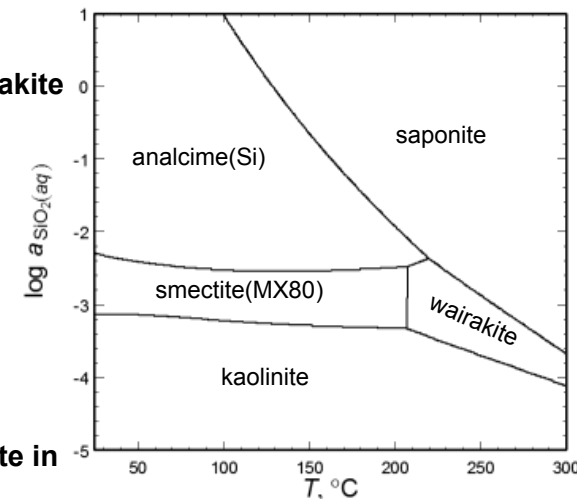 akite
te in
1
0
-1
-2
-3
-4
-5
log a SiO2(aq)
analcime(Si)
saponite
smectite(MX80)
wairakite
kaolinite
50 100 150 200 250 300
T, °C